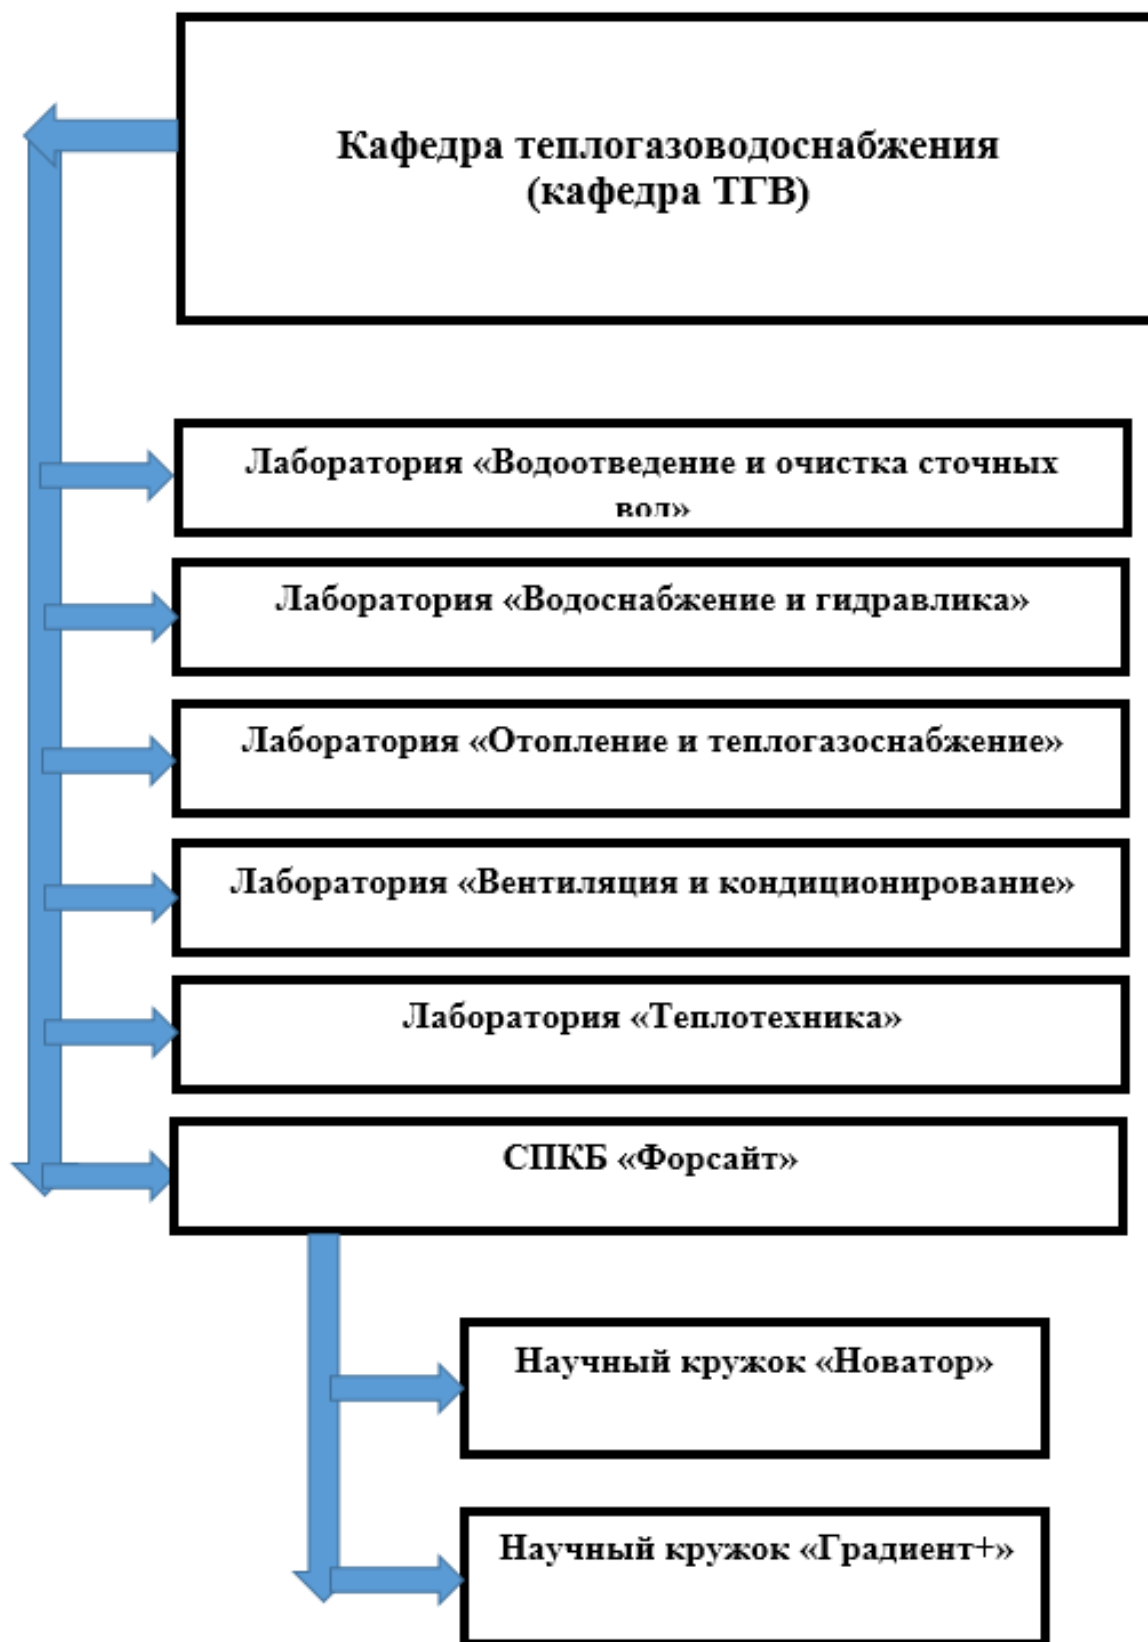 Кафедра теплогазоводоснабжения
(кафедра ТГВ)
Лаборатория «Водоотведение и очистка сточных
вод»
Лаборатория «Водоснабжение и гидравлика»
Лаборатория «Отопление и теплогазоснабжение»
Лаборатория «Вентиляция и кондиционирование»
Лаборатория «Теплотехника»
СПКБ «Форсайт»
Научный кружок «Новатор»
Научный кружок «Градиент+»